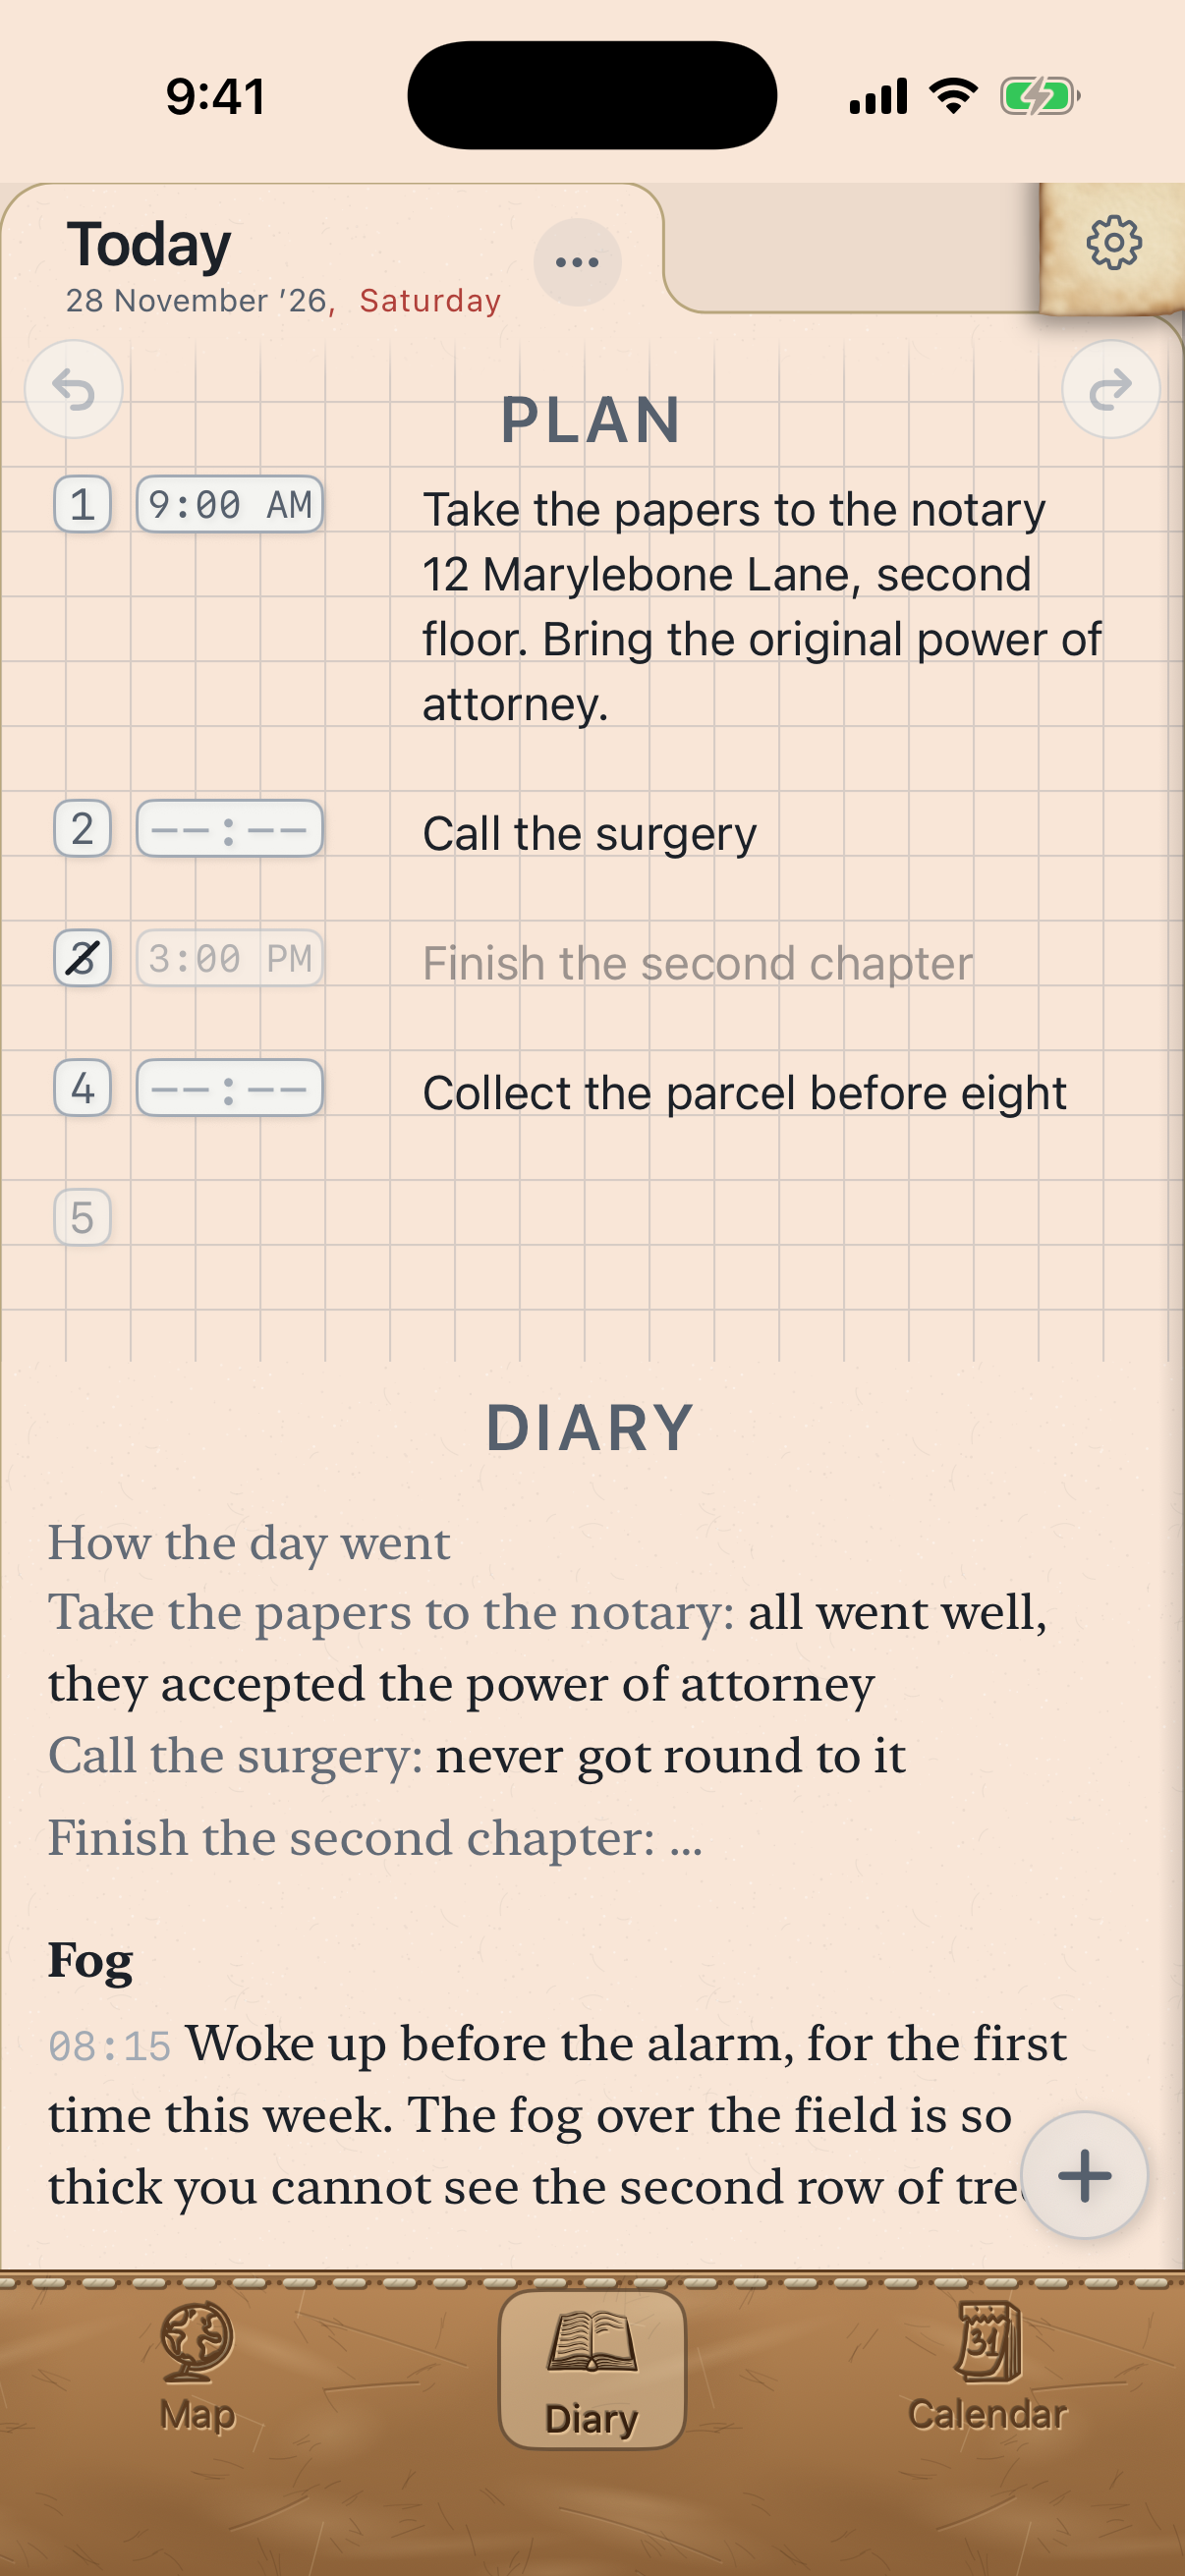 9:41
Today
28 November ’26, Saturday
PLAN
1 9:00 AM Take the papers to the notary
12 Marylebone Lane, second
floor. Bring the original power of
attorney.
2 --:-- Call the surgery
3 3:00 PM Finish the second chapter
4 --:-- Collect the parcel before eight
5
DIARY
How the day went
Take the papers to the notary: all went well,
they accepted the power of attorney
Call the surgery: never got round to it
Finish the second chapter: ...
Fog
08:15 Woke up before the alarm, for the first
time this week. The fog over the field is so
thick you cannot see the second row of
31
Map Diary Calendar